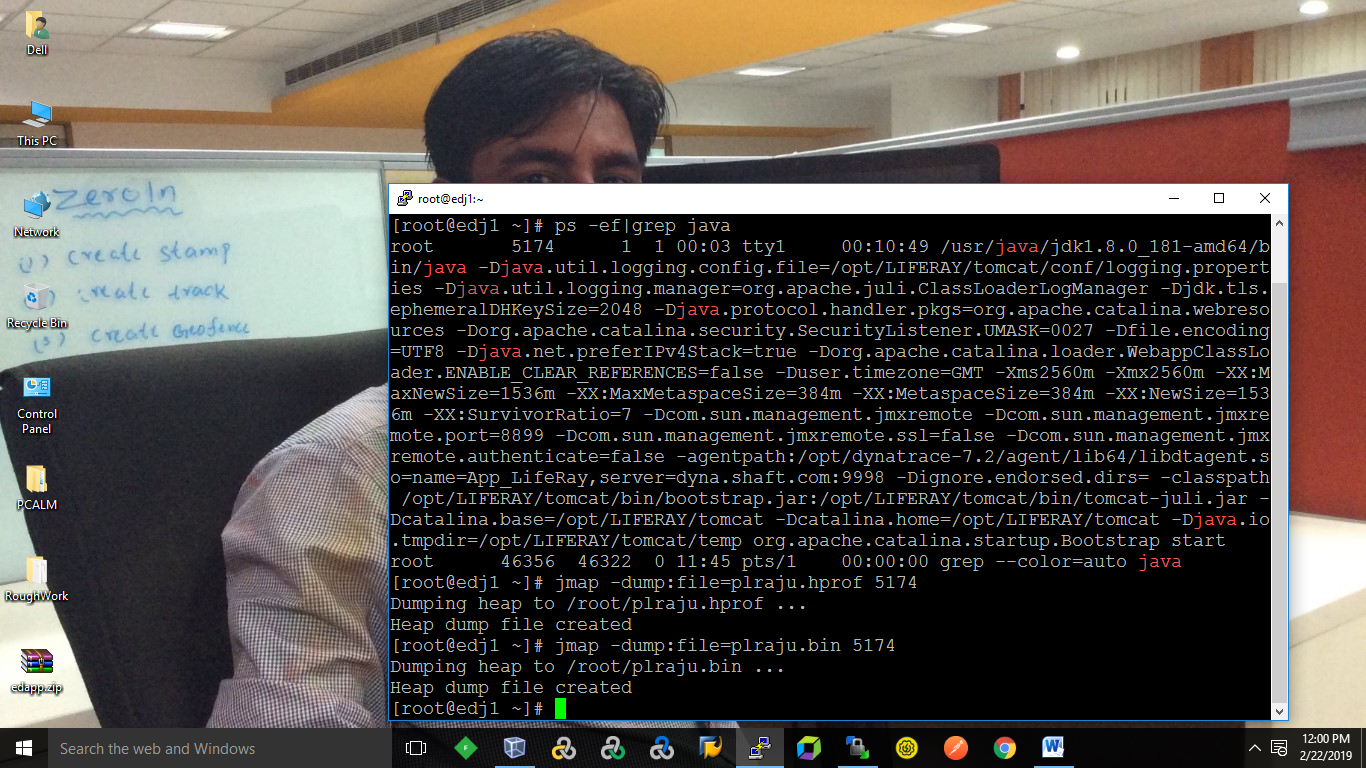 Dell
This PC
Network
Recycle Bin
Control
Panel
PCALM
RoughWork
edapp.zip
ZeroIn
(1) create stamp
) create track
(3) create Geofence
root@edj1:~
[root@edj1 ~]# ps -ef|grep java
root       5174      1  1 00:03 tty1     00:10:49 /usr/java/jdk1.8.0_181-amd64/b
in/java -Djava.util.logging.config.file=/opt/LIFERAY/tomcat/conf/logging.propert
ies -Djava.util.logging.manager=org.apache.juli.ClassLoaderLogManager -Djdk.tls.
ephemeralDHKeySize=2048 -Djava.protocol.handler.pkgs=org.apache.catalina.webreso
urces -Dorg.apache.catalina.security.SecurityListener.UMASK=0027 -Dfile.encoding
=UTF8 -Djava.net.preferIPv4Stack=true -Dorg.apache.catalina.loader.WebappClassLo
ader.ENABLE_CLEAR_REFERENCES=false -Duser.timezone=GMT -Xms2560m -Xmx2560m -XX:M
axNewSize=1536m -XX:MaxMetaspaceSize=384m -XX:MetaspaceSize=384m -XX:NewSize=153
6m -XX:SurvivorRatio=7 -Dcom.sun.management.jmxremote -Dcom.sun.management.jmxre
mote.port=8899 -Dcom.sun.management.jmxremote.ssl=false -Dcom.sun.management.jmx
remote.authenticate=false -agentpath:/opt/dynatrace-7.2/agent/lib64/libdtagent.s
o=name=App_LifeRay,server=dyna.shaft.com:9998 -Dignore.endorsed.dirs= -classpath
 /opt/LIFERAY/tomcat/bin/bootstrap.jar:/opt/LIFERAY/tomcat/bin/tomcat-juli.jar -
Dcatalina.base=/opt/LIFERAY/tomcat -Dcatalina.home=/opt/LIFERAY/tomcat -Djava.io
.tmpdir=/opt/LIFERAY/tomcat/temp org.apache.catalina.startup.Bootstrap start
root      46356  46322  0 11:45 pts/1    00:00:00 grep --color=auto java
[root@edj1 ~]# jmap -dump:file=plraju.hprof 5174
Dumping heap to /root/plraju.hprof ...
Heap dump file created
[root@edj1 ~]# jmap -dump:file=plraju.bin 5174
Dumping heap to /root/plraju.bin ...
Heap dump file created
[root@edj1 ~]#
Search the web and Windows
12:00 PM
2/22/2019